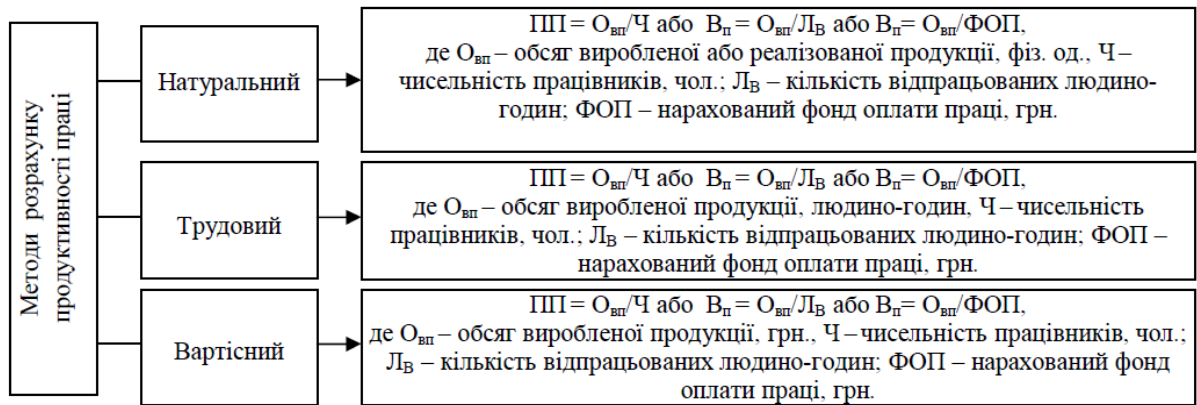 Методи розрахунку
продуктивності праці
Натуральний
ПП = Овп/Ч або Вп = Овп/ЛВ або Вп= Овп/ФОП,
де Овп – обсяг виробленої або реалізованої продукції, фіз. од., Ч –
чисельність працівників, чол.; ЛВ – кількість відпрацьованих людино-
годин; ФОП – нарахований фонд оплати праці, грн.
Трудовий
ПП = Овп/Ч або Вп = Овп/ЛВ або Вп= Овп/ФОП,
де Овп – обсяг виробленої продукції, людино-годин, Ч – чисельність
працівників, чол.; ЛВ – кількість відпрацьованих людино-годин; ФОП –
нарахований фонд оплати праці, грн.
Вартісний
ПП = Овп/Ч або Вп = Овп/ЛВ або Вп= Овп/ФОП,
де Овп – обсяг виробленої продукції, грн., Ч – чисельність працівників, чол.;
ЛВ – кількість відпрацьованих людино-годин; ФОП – нарахований фонд
оплати праці, грн.